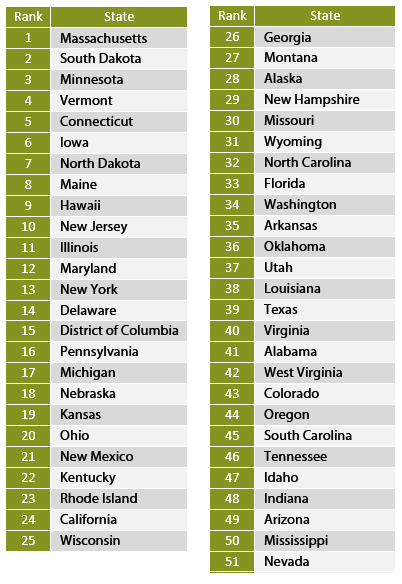 Rank State
1 Massachusetts
2 South Dakota
3 Minnesota
4 Vermont
5 Connecticut
6 Iowa
7 North Dakota
8 Maine
9 Hawaii
10 New Jersey
11 Illinois
12 Maryland
13 New York
14 Delaware
15 District of Columbia
16 Pennsylvania
17 Michigan
18 Nebraska
19 Kansas
20 Ohio
21 New Mexico
22 Kentucky
23 Rhode Island
24 California
25 Wisconsin
Rank State
26 Georgia
27 Montana
28 Alaska
29 New Hampshire
30 Missouri
31 Wyoming
32 North Carolina
33 Florida
34 Washington
35 Arkansas
36 Oklahoma
37 Utah
38 Louisiana
39 Texas
40 Virginia
41 Alabama
42 West Virginia
43 Colorado
44 Oregon
45 South Carolina
46 Tennessee
47 Idaho
48 Indiana
49 Arizona
50 Mississippi
51 Nevada